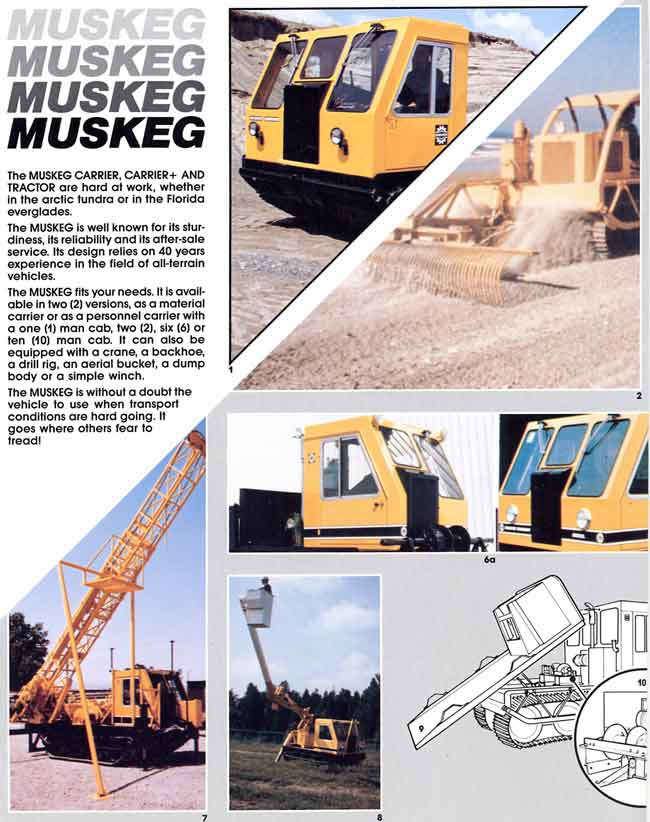 MUSKEG
MUSKEG
MUSKEG
MUSKEG
The MUSKEG CARRIER, CARRIER+ AND
TRACTOR are hard at work, whether
in the arctic tundra or in the Florida
everglades.
The MUSKEG is well known for its stur-
diness, its reliability and its after-sale
service. Its design relies on 40 years
experience in the field of all-terrain
vehicles.
The MUSKEG fits your needs. It is avail-
able in two (2) versions, as a material
carrier or as a personnel carrier with
a one (1) man cab, two (2), six (6) or
ten (10) man cab. It can also be
equipped with a crane, a backhoe,
a drill rig, an aerial bucket, a dump
body or a simple winch.
The MUSKEG is without a doubt the
vehicle to use when transport
conditions are hard going. It
goes where others fear to
tread!
1
2
6a
7
8
9
10